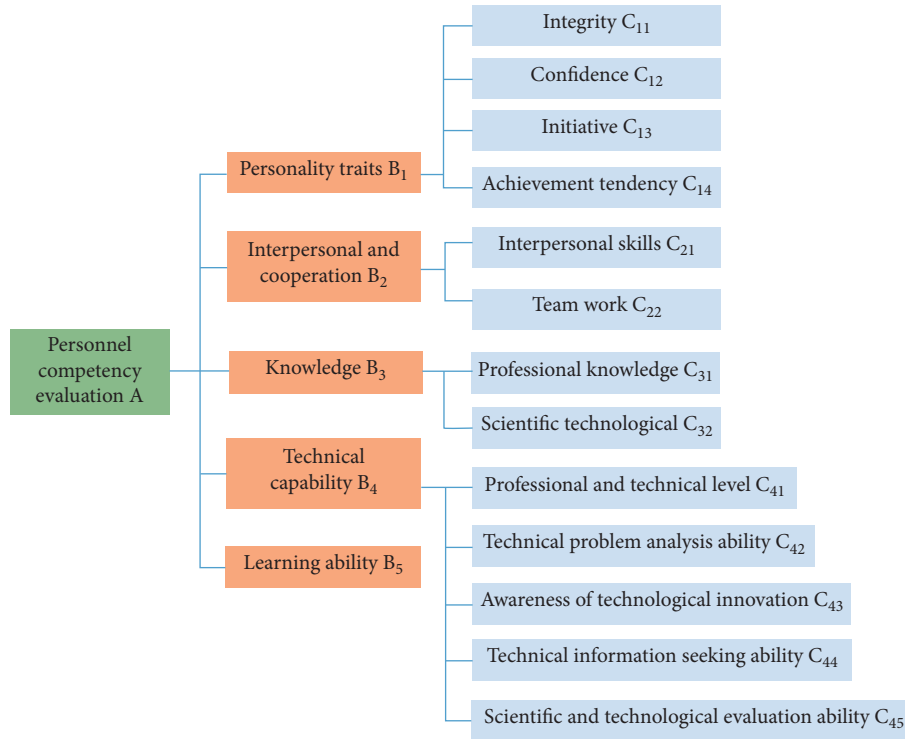 Personnel
competency
evaluation A
Personality traits B₁
Interpersonal and
cooperation B₂
Knowledge B₃
Technical
capability B₄
Learning ability B₅
Integrity C₁₁
Confidence C₁₂
Initiative C₁₃
Achievement tendency C₁₄
Interpersonal skills C₂₁
Team work C₂₂
Professional knowledge C₃₁
Scientific technological C₃₂
Professional and technical level C₄₁
Technical problem analysis ability C₄₂
Awareness of technological innovation C₄₃
Technical information seeking ability C₄₄
Scientific and technological evaluation ability C₄₅